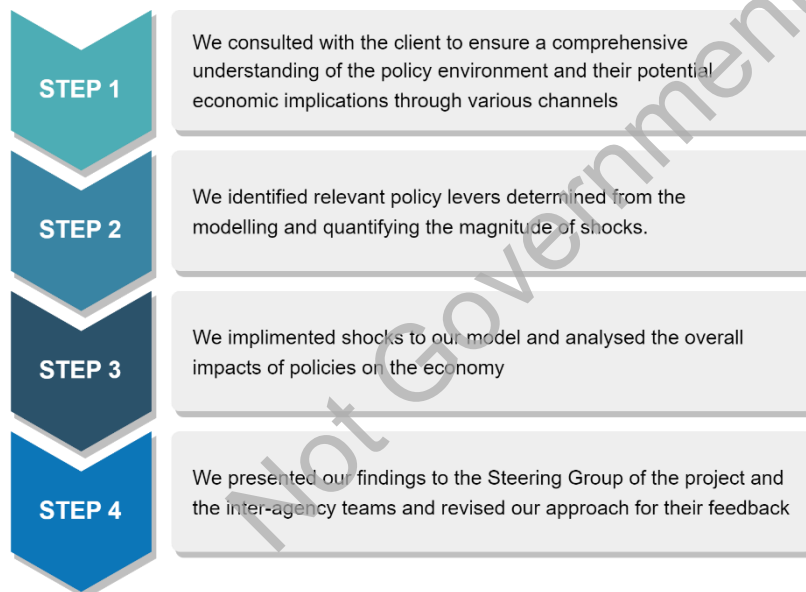 STEP 1
We consulted with the client to ensure a comprehensive
understanding of the policy environment and their potential
economic implications through various channels
STEP 2
We identified relevant policy levers determined from the
modelling and quantifying the magnitude of shocks.
STEP 3
We implimented shocks to our model and analysed the overall
impacts of policies on the economy
STEP 4
We presented our findings to the Steering Group of the project and
the inter-agency teams and revised our approach for their feedback
Not Government